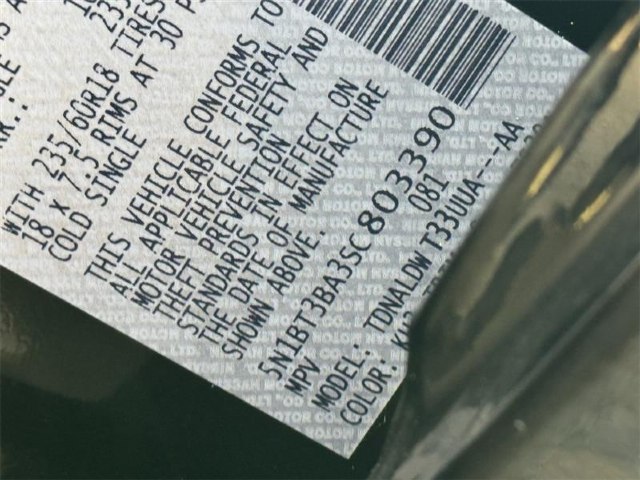 WITH 235/60R18 TIRES
18 X 7.5 RIMS AT 30
COLD SINGLE
THIS VEHICLE CONFORMS TO
ALL APPLICABLE FEDERAL
MOTOR VEHICLE SAFETY AND
THEFT PREVENTION
STANDARDS IN EFFECT ON
THE DATE OF MANUFACTURE
SHOWN ABOVE.
5N1BT3BA3SC803390
MPV 081
MODEL: TDNALDWT33UUA---AA
COLOR: